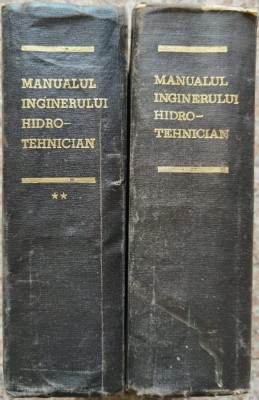 MANUALUL
INGINERULUI
HIDRO-
TEHNICIAN
**
MANUALUL
INGINERULUI
HIDRO-
TEHNICIAN